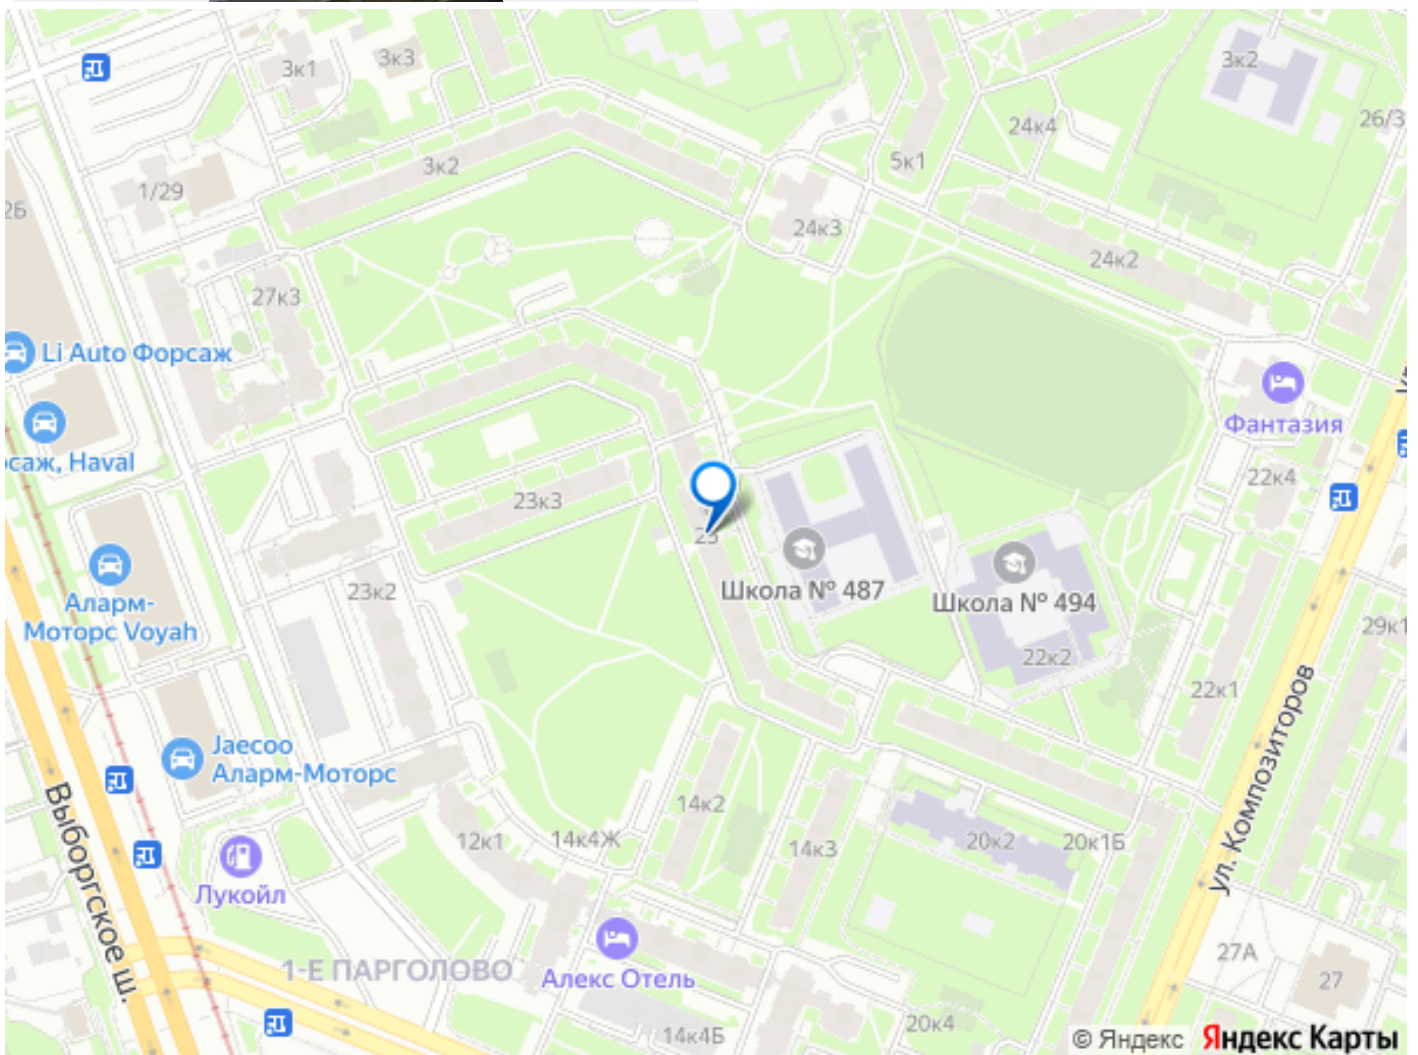 3к1
3к3
3к2
26/3
24к4
5к1
3к2
1/29
2Б
24к3
24к2
27к3
Li Auto Форсаж
Фантазия
саж, Haval
22к4
23к3
23к2
Аларм-
Моторс Voyah
Школа № 487
Школа № 494
22к2
29к1
22к1
Jaecoo
Аларм-Моторс
Выборгское ш.
ул. Композиторов
14к2
12к1
14к4Ж
14к3
20к2
20к1Б
Лукойл
1-Е ПАРГОЛОВО
Алекс Отель
27А
27
20к4
14к4Б
© Яндекс Яндекс Карты